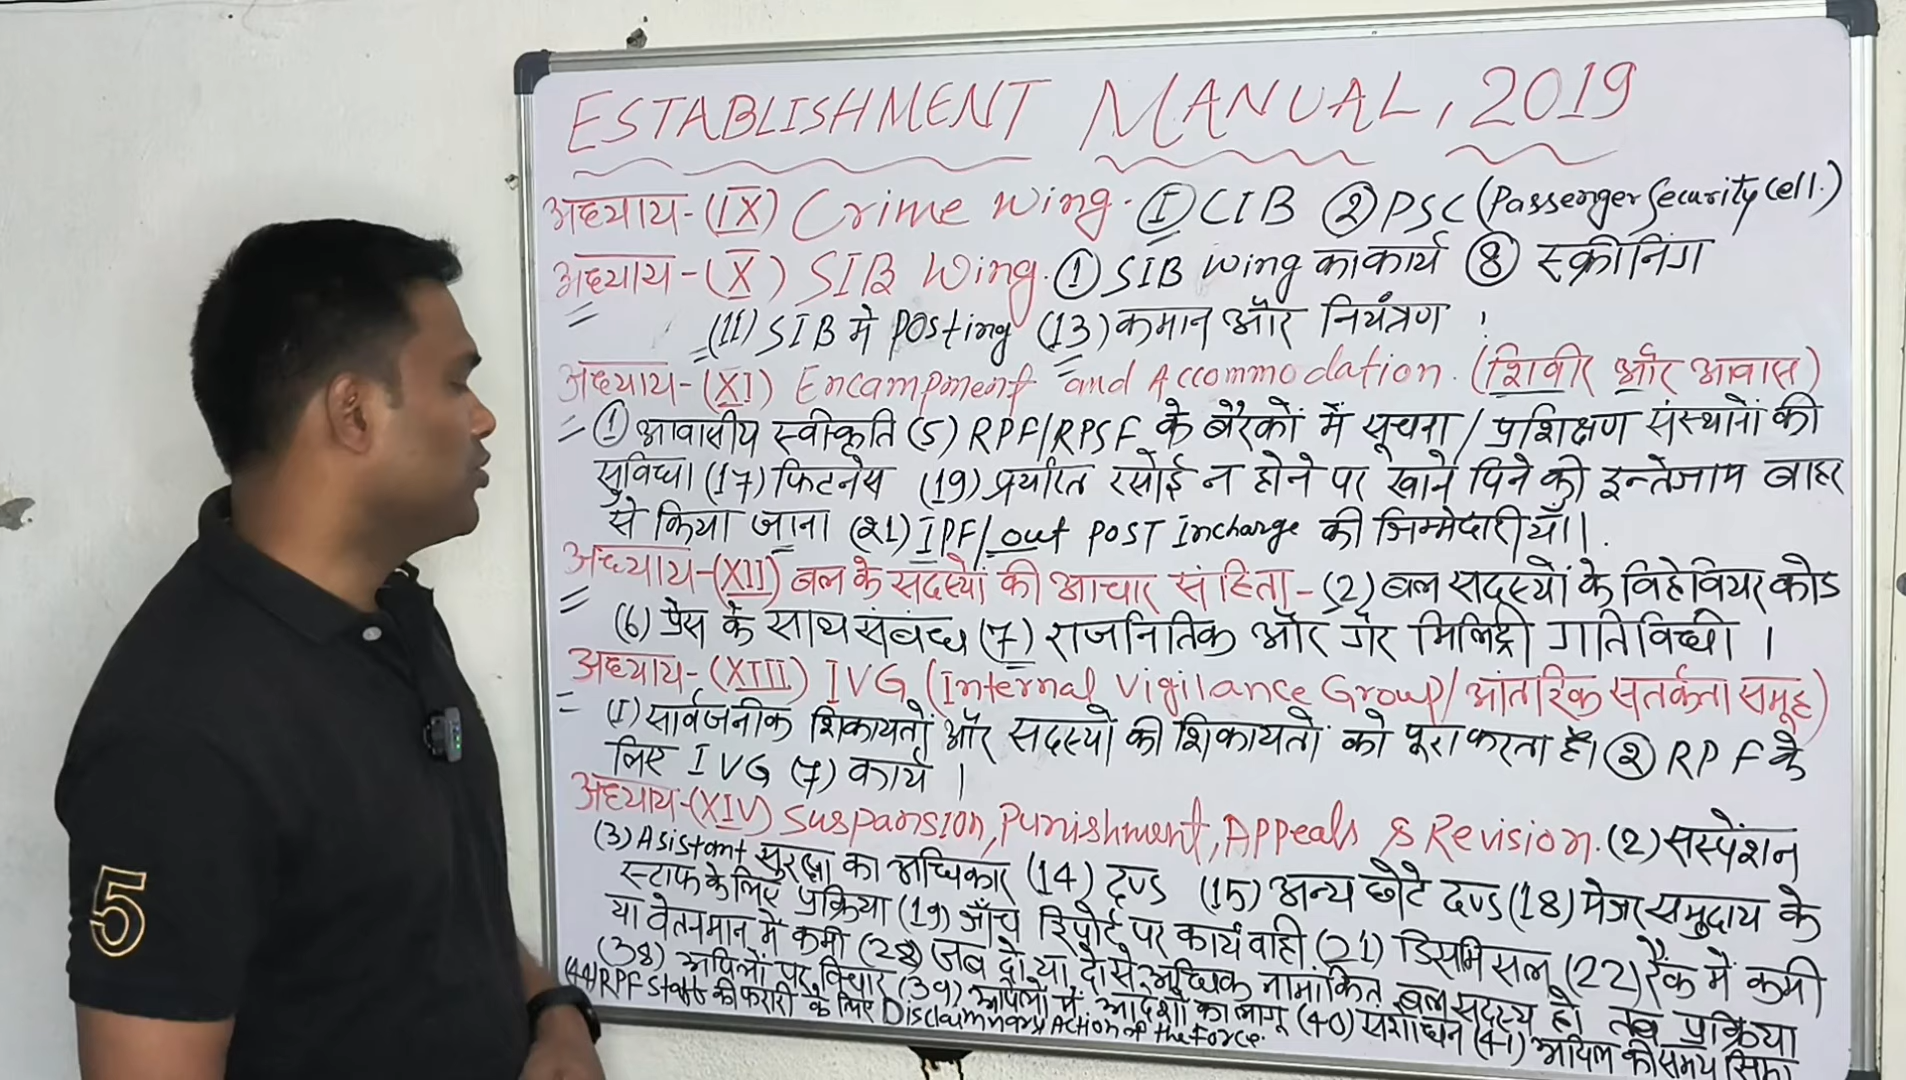 ESTABLISHMENT MANUAL, 2019
अध्याय-(IX) Crime wing. (I) CIB (2) PSC (Passenger Security Cell.)
अध्याय-(X) SIB Wing. (1) SIB wing का कार्य (8) स्क्रीनिंग
(11) SIB मे Posting (13) कमान और नियंत्रण ।
अध्याय-(XI) Encampment and Accommodation. (शिवीर और आवास)
(1) आवासीय स्वीकृति (5) RPF/RPSF के बैरकों में सूचना / प्रशिक्षण संस्थानों की
सुविधा (17) फिटनेस (19) प्रर्याप्त रसोई न होने पर खाने पिने की इन्तेजाम बाहर
से किया जाना (21) IPF/out POST Incharge की जिम्मेदारीयाँ।
अध्याय-(XII) बल के सदस्यों की आचार संहिता - (2) बल सदस्यों के विहेवियर कोड
(6) प्रेस के साथ संबंध (7) राजनितिक और गैर मिलिट्री गतिविधी ।
अध्याय-(XIII) IVG (Internal Vigilance Group/आंतरिक सतर्कता समूह)
(I) सार्वजनीक शिकायतों और सदस्यो की शिकायतो को पूरा करता है। (2) RPF के
लिए IVG (7) कार्य ।
अध्याय-(XIV) Suspansion, Punishment, Appeals & Revision. (2) सस्पेंशन
(3) Asistant सुरक्षा का अधिकार (14) दण्ड (15) अन्य छोटे दण्ड (18) मेजर समुदाय के
स्टाफ के लिए प्रक्रिया (19) जाँच रिपोर्ट पर कार्यवाही (21) डिसमिसल (22) रैंक में कमी
या वेतनमान में कमी (28) जब दो या दो से अधिक नामांकित बल सदस्य हो तब प्रक्रिया
(38) अपिलों पर विचार (39) अपिलों में आदेशो का लागू (40) संशोधन (41) अपिल की समय सिमा
(44) RPF Staff की फरारी के लिए Action of the Force.
5